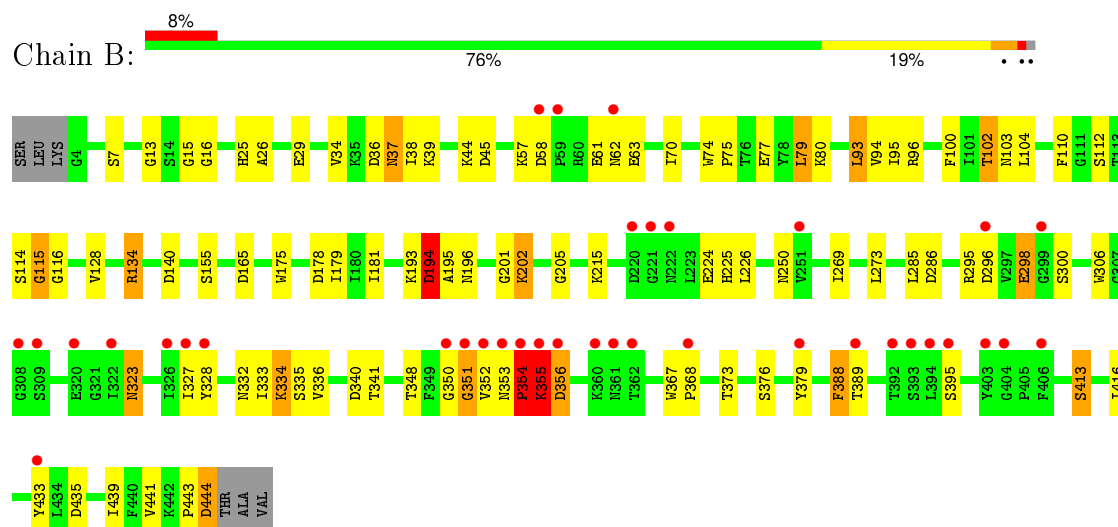 8%
Chain B:
76% 19% • ••
SER LEU LYS G4 S7 G13 S14 G15 G16 H25 A26 E29 V34 K35 D36 N37 I38 K39 K44 D45 K57 D58 P59 R60 E61 N62 E63 I70 W74 P75 T76 E77 Y78 L79 K80 L93 V94 I95 R96 F100 I101 T102 N103 L104 F110 G111 S112 T113
S114 G115 G116 V128 R134 D140 S155 D165 W175 D178 I179 I180 I181 K193 D194 A195 N196 G201 K202 G205 K215 D220 G221 N222 L223 E224 H225 L226 N250 V251 I269 L273 L285 D286 R295 D296 V297 E298 G299 S300 W306 G307
G308 S309 E320 G321 I322 N323 I326 I327 Y328 N332 I333 K334 S335 V336 D340 T341 T348 F349 G350 G351 V352 N353 P354 K355 D356 K360 N361 T362 W367 P368 T373 S376 Y379 F388 T389 T392 S393 L394 S395 Y403 G404 P405 F406 S413 I416
Y433 L434 D435 I439 F440 V441 K442 P443 D444 THR ALA VAL